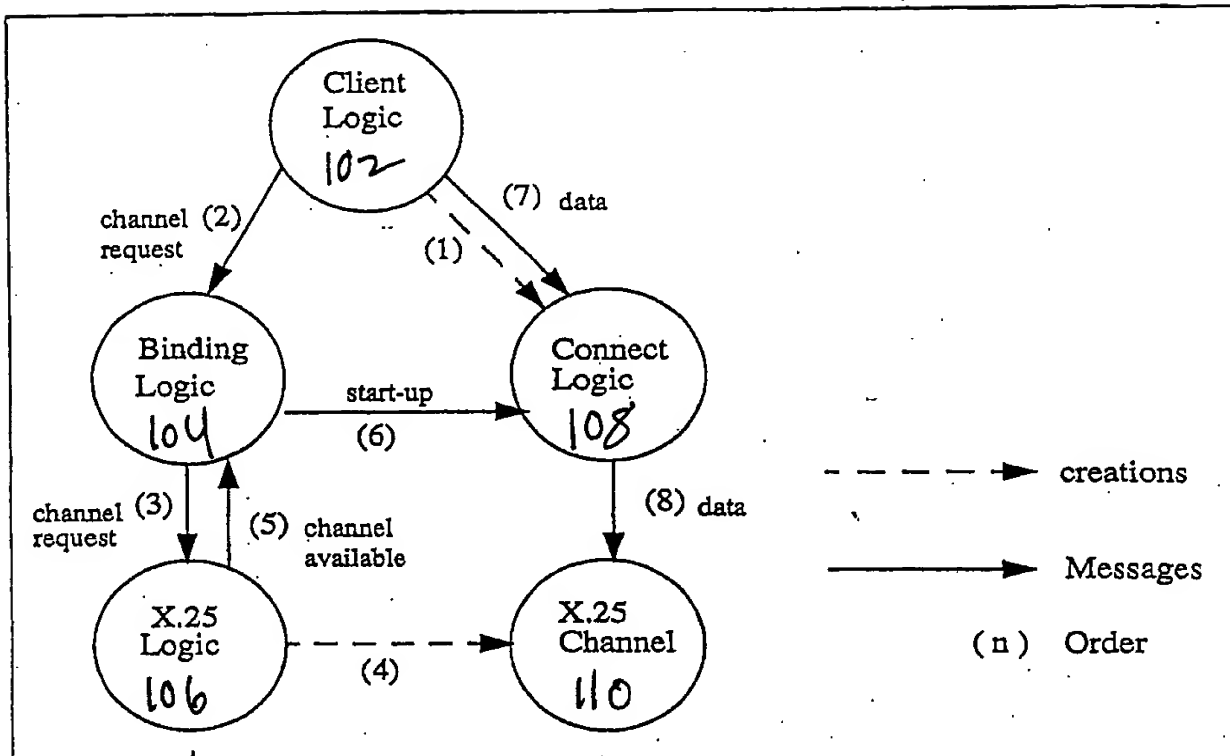 Client
Logic
102
channel (2)
request
(7) data
(1)
Binding
Logic
104
start-up
(6)
Connect
Logic
108
channel (3)
request
(5) channel
available
(8) data
creations
Messages
(n) Order
X.25
Logic
106
(4)
X.25
Channel
110